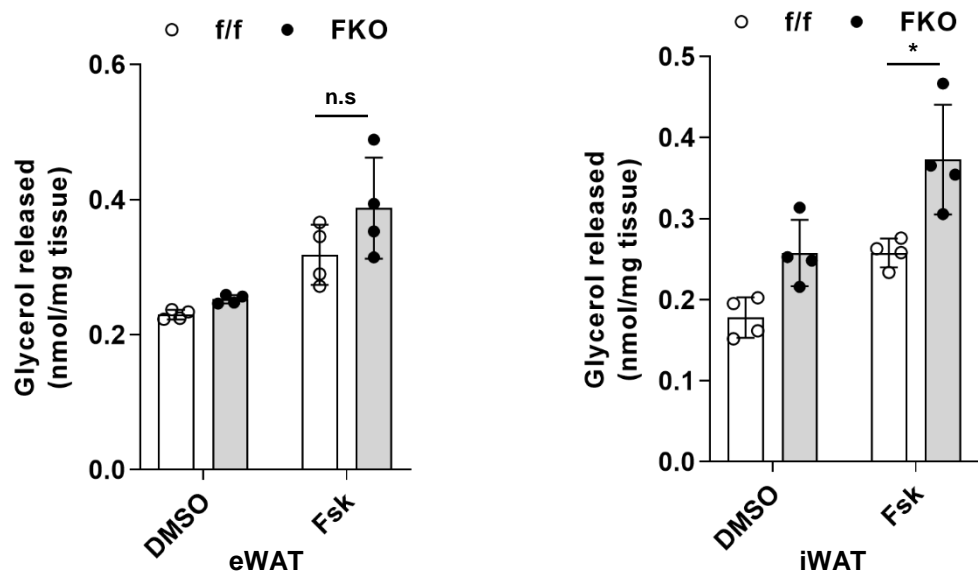 f/f FKO
0.6
0.4
0.2
0.0
Glycerol released
(nmol/mg tissue)
n.s
DMSO
Fsk
eWAT
f/f FKO
0.5
0.4
0.3
0.2
0.1
0.0
Glycerol released
(nmol/mg tissue)
*
DMSO
Fsk
iWAT